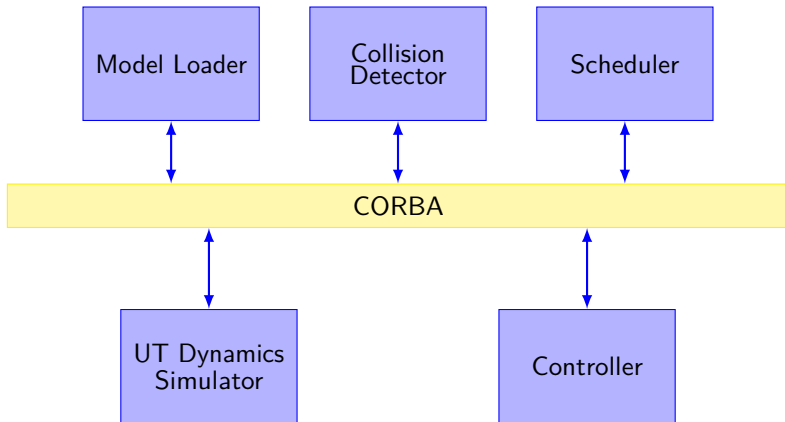 Model Loader
Collision
Detector
Scheduler
CORBA
UT Dynamics
Simulator
Controller